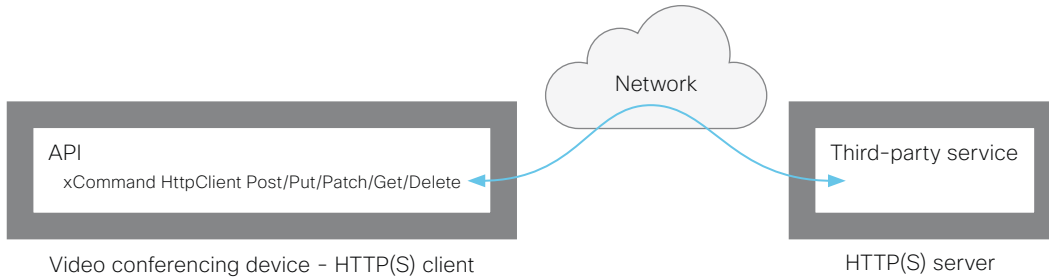 Network
API
xCommand HttpClient Post/Put/Patch/Get/Delete
Third-party service
Video conferencing device - HTTP(S) client
HTTP(S) server